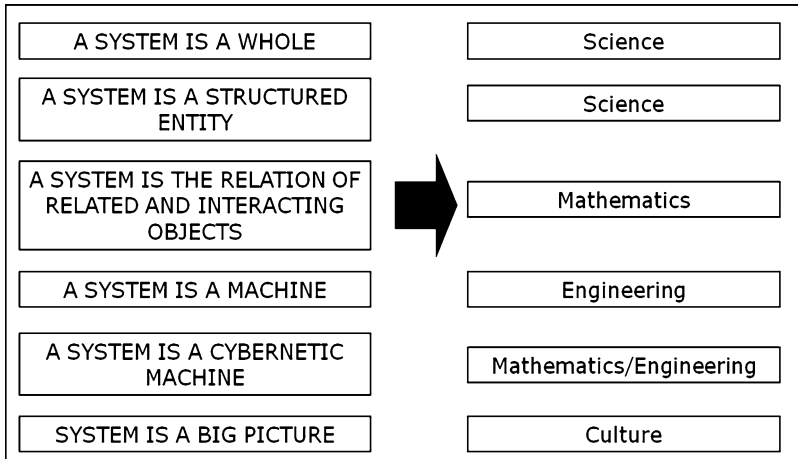 A SYSTEM IS A WHOLE
Science
A SYSTEM IS A STRUCTURED
ENTITY
Science
A SYSTEM IS THE RELATION OF
RELATED AND INTERACTING
OBJECTS
Mathematics
A SYSTEM IS A MACHINE
Engineering
A SYSTEM IS A CYBERNETIC
MACHINE
Mathematics/Engineering
SYSTEM IS A BIG PICTURE
Culture